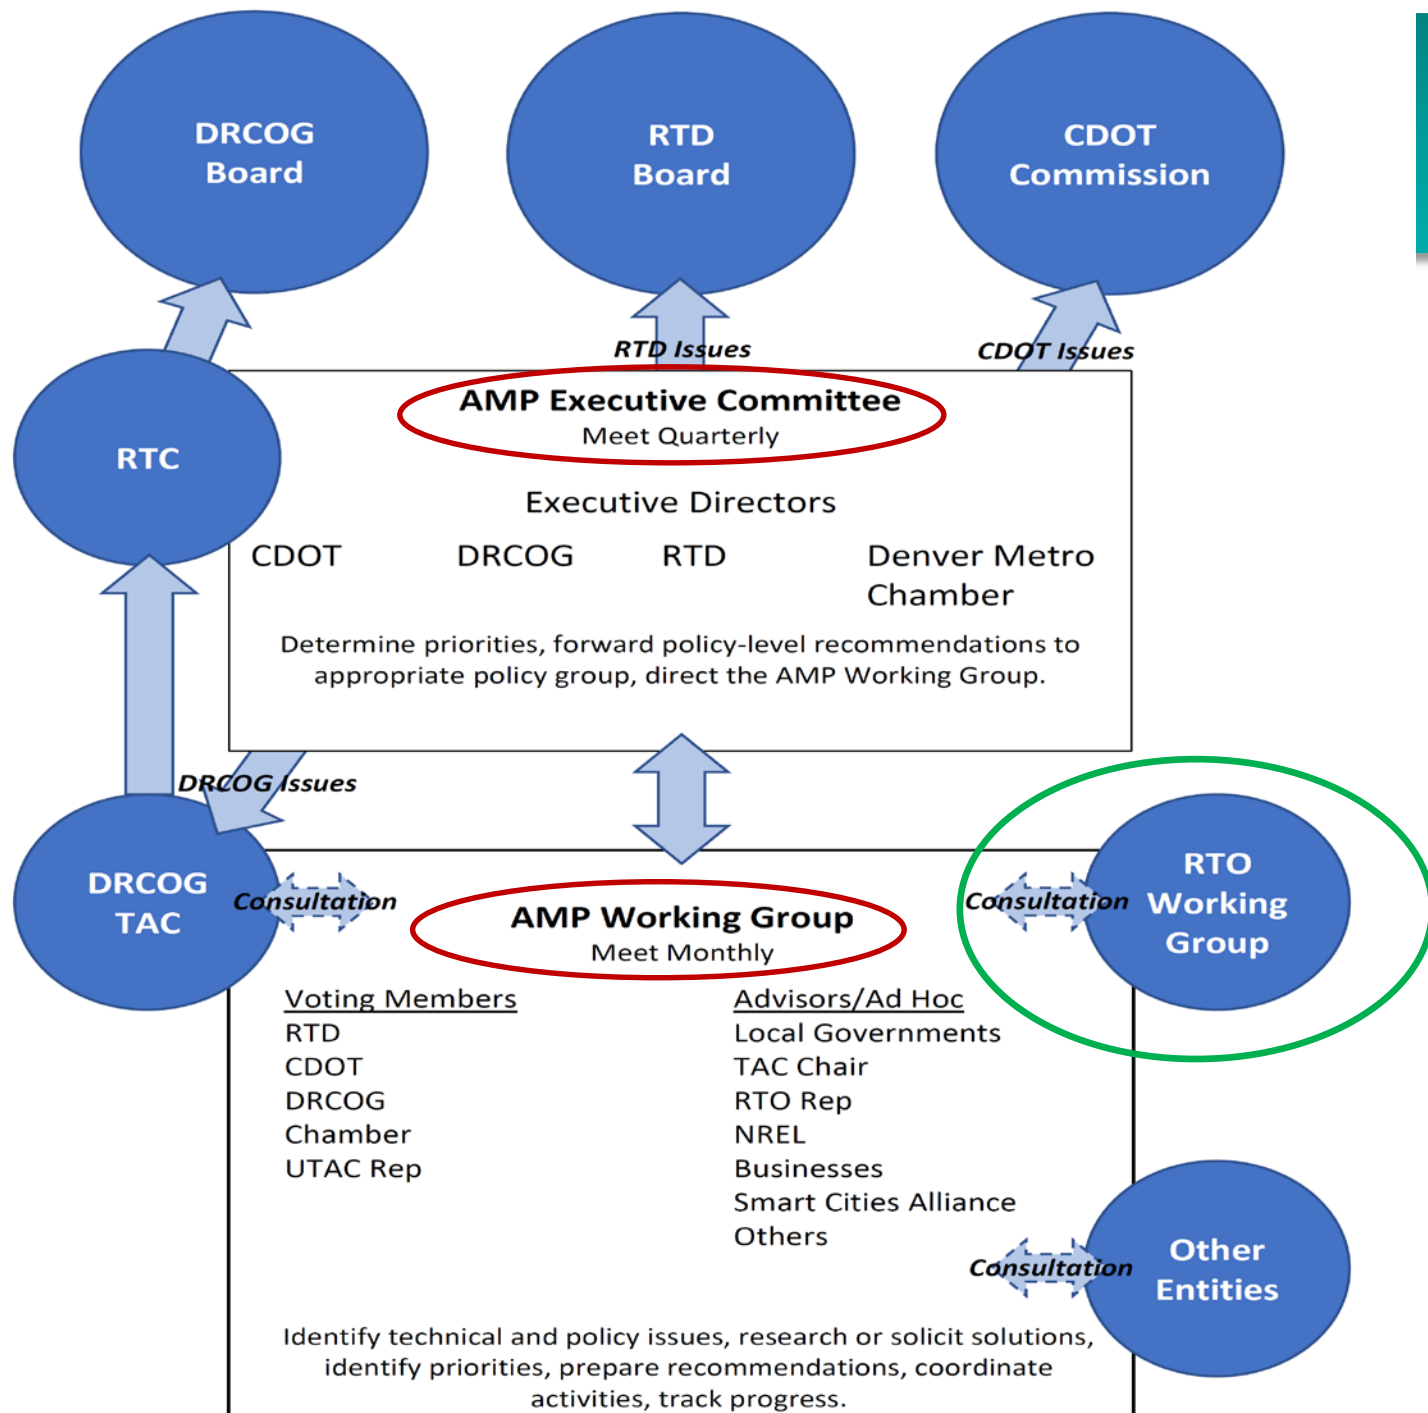 DRCOG
Board
RTD
Board
CDOT
Commission
RTD Issues
CDOT Issues
RTC
AMP Executive Committee
Meet Quarterly
Executive Directors
CDOT
DRCOG
RTD
Denver Metro
Chamber
Determine priorities, forward policy-level recommendations to
appropriate policy group, direct the AMP Working Group.
DRCOG Issues
DRCOG
TAC
Consultation
AMP Working Group
Meet Monthly
Consultation
RTO
Working
Group
Voting Members
RTD
CDOT
DRCOG
Chamber
UTAC Rep
Advisors/Ad Hoc
Local Governments
TAC Chair
RTO Rep
NREL
Businesses
Smart Cities Alliance
Others
Consultation
Other
Entities
Identify technical and policy issues, research or solicit solutions,
identify priorities, prepare recommendations, coordinate
activities, track progress.